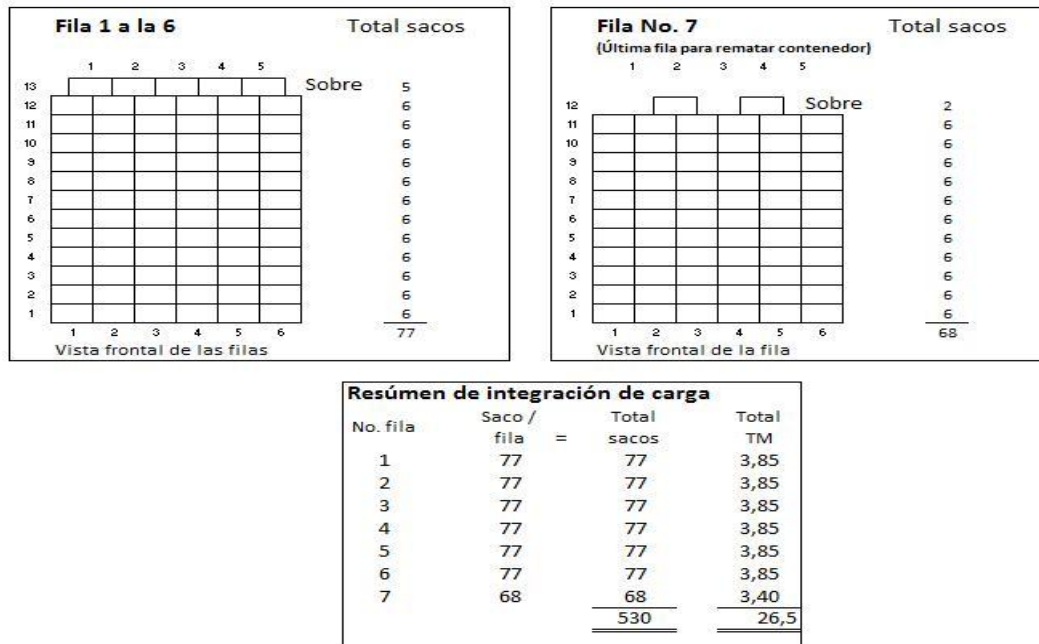 Fila 1 a la 6 Total sacos
1 2 3 4 5
13 Sobre 5
12 6
11 6
10 6
9 6
8 6
7 6
6 6
5 6
4 6
3 6
2 6
1 6
1 2 3 4 5 6 77
Vista frontal de las filas
Fila No. 7 Total sacos
(Última fila para rematar contenedor)
1 2 3 4 5
12 Sobre 2
11 6
10 6
9 6
8 6
7 6
6 6
5 6
4 6
3 6
2 6
1 6
1 2 3 4 5 6 68
Vista frontal de la fila
Resúmen de integración de carga
No. fila Saco / fila = Total sacos Total TM
1 77 77 3,85
2 77 77 3,85
3 77 77 3,85
4 77 77 3,85
5 77 77 3,85
6 77 77 3,85
7 68 68 3,40
530 26,5